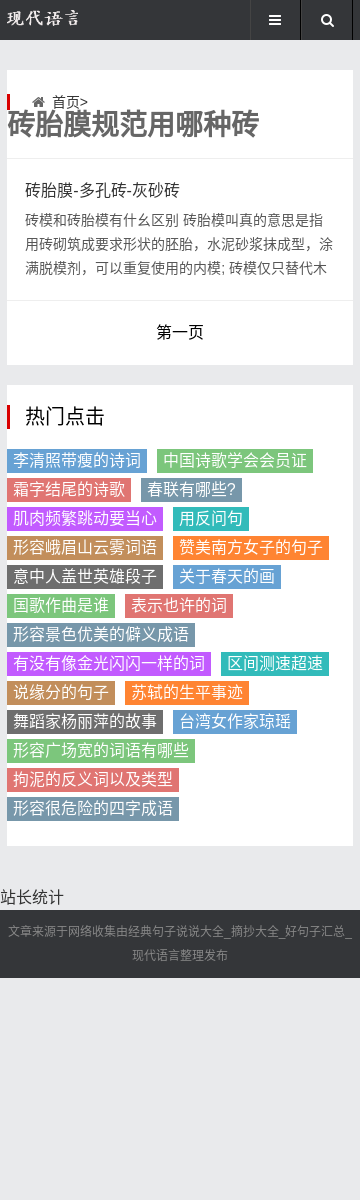 现代语言
首页>
砖胎膜规范用哪种砖
砖胎膜-多孔砖-灰砂砖
砖模和砖胎模有什么区别 砖胎模叫真的意思是指
用砖砌筑成要求形状的胚胎，水泥砂浆抹成型，涂
满脱模剂，可以重复使用的内模; 砖模仅只替代木
第一页
热门点击
李清照带瘦的诗词 中国诗歌学会会员证
霜字结尾的诗歌 春联有哪些?
肌肉频繁跳动要当心 用反问句
形容峨眉山云雾词语 赞美南方女子的句子
意中人盖世英雄段子 关于春天的画
国歌作曲是谁 表示也许的词
形容景色优美的僻义成语
有没有像金光闪闪一样的词 区间测速超速
说缘分的句子 苏轼的生平事迹
舞蹈家杨丽萍的故事 台湾女作家琼瑶
形容广场宽的词语有哪些
拘泥的反义词以及类型
形容很危险的四字成语
站长统计
文章来源于网络收集由经典句子说说大全_摘抄大全_好句子汇总_
现代语言整理发布